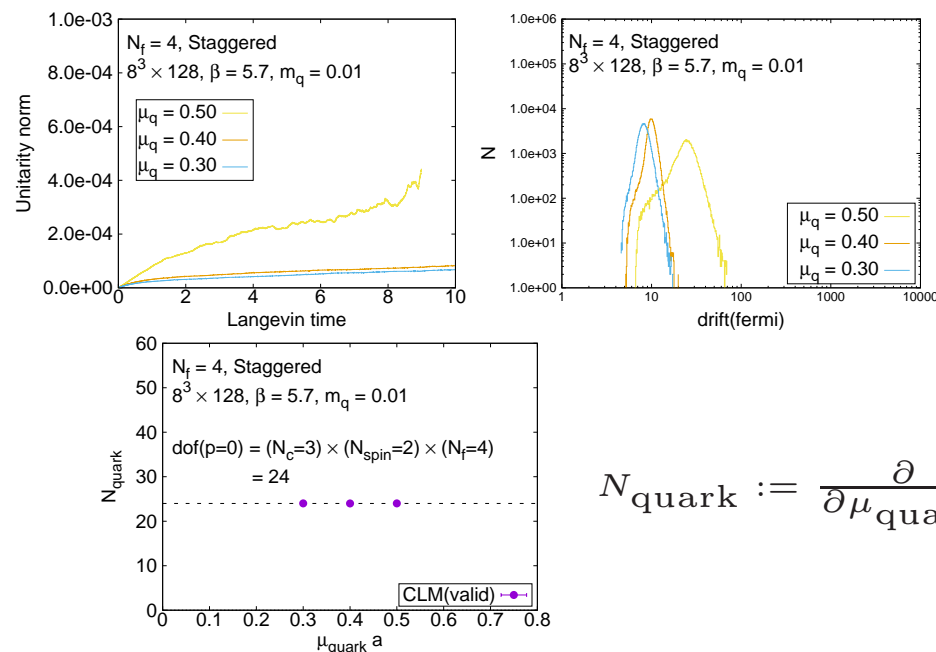 N_f = 4, Staggered
8^3 × 128, β = 5.7, m_q = 0.01
μ_q = 0.50
μ_q = 0.40
μ_q = 0.30
Unitarity norm
1.0e-03
8.0e-04
6.0e-04
4.0e-04
2.0e-04
0.0e+00
0 2 4 6 8 10
Langevin time
N_f = 4, Staggered
8^3 × 128, β = 5.7, m_q = 0.01
N
1.0e+06
1.0e+05
1.0e+04
1.0e+03
1.0e+02
1.0e+01
1.0e+00
μ_q = 0.50
μ_q = 0.40
μ_q = 0.30
1 10 100 1000 10000
drift(fermi)
N_f = 4, Staggered
8^3 × 128, β = 5.7, m_q = 0.01
dof(p=0) = (N_c=3) × (N_spin=2) × (N_f=4)
= 24
N_quark
60
50
40
30
20
10
0
CLM(valid)
0 0.1 0.2 0.3 0.4 0.5 0.6 0.7 0.8
μ_quark a
N_quark := ∂/∂μ_qua